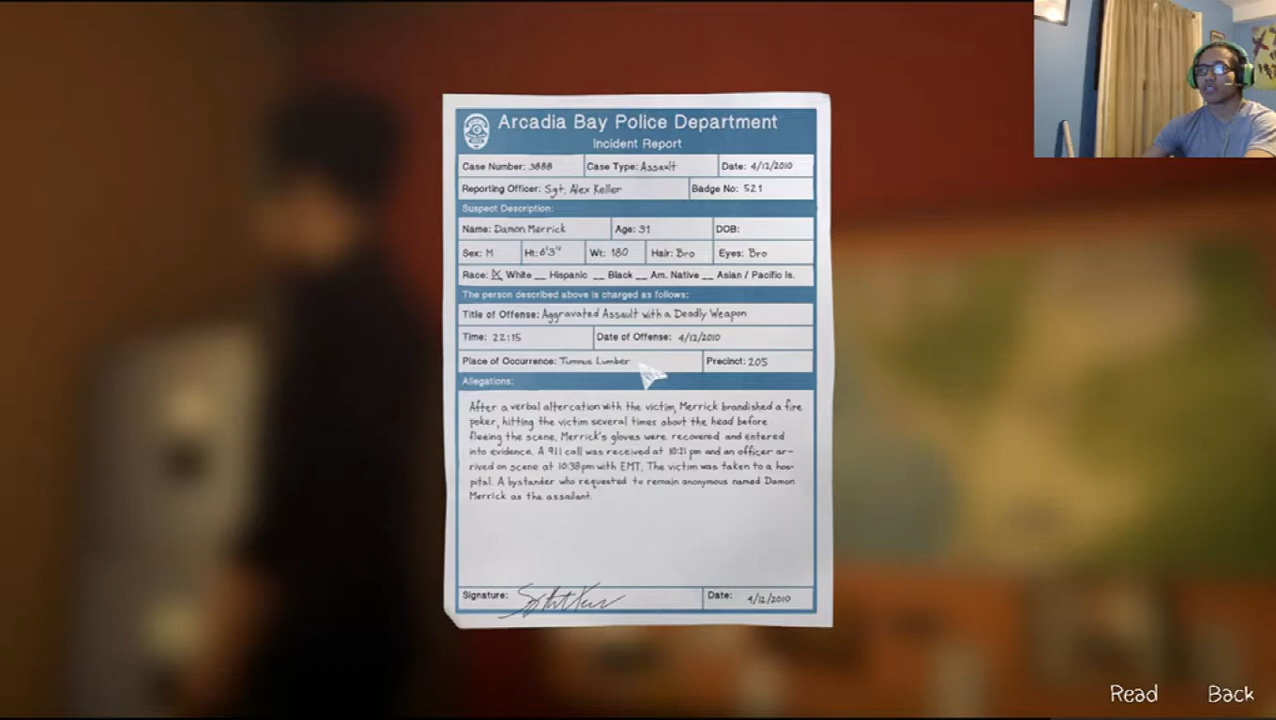 Arcadia Bay Police Department
Incident Report
Case Number: 3888 Case Type: Assault Date: 4/12/2010
Reporting Officer: Sgt. Alex Keller Badge No: 521
Suspect Description:
Name: Damon Merrick Age: 31 DOB:
Sex: M Ht: 6'3" Wt: 180 Hair: Bro Eyes: Bro
Race: X White __ Hispanic __ Black __ Am. Native __ Asian / Pacific Is.
The person described above is charged as follows:
Title of Offense: Aggravated Assault with a Deadly Weapon
Time: 22:15 Date of Offense: 4/12/2010
Place of Occurrence: Tumnus Lumber Precinct: 205
Allegations:
After a verbal altercation with the victim, Merrick brandished a fire
poker, hitting the victim several times about the head before
fleeing the scene. Merrick's gloves were recovered and entered
into evidence. A 911 call was received at 10:21 pm and an officer ar-
rived on scene at 10:38pm with EMT. The victim was taken to a hos-
pital. A bystander who requested to remain anonymous named Damon
Merrick as the assailant.
Signature: Date: 4/12/2010
Read Back